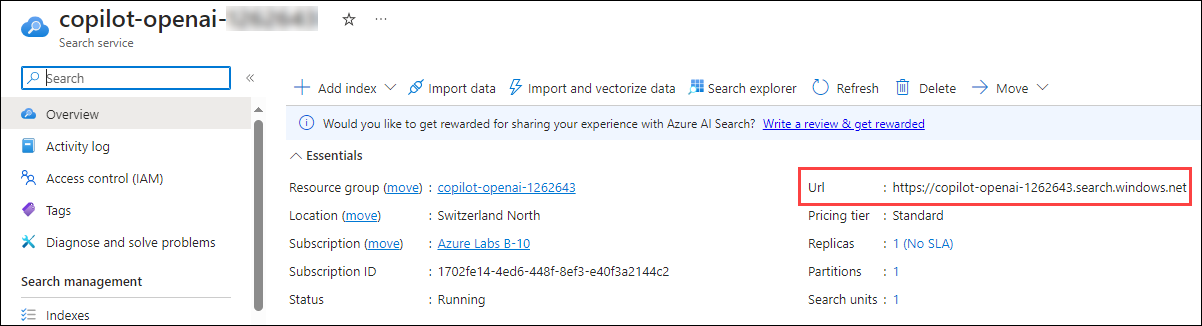 copilot-openai-
Search service
Search
Add index
Import data
Import and vectorize data
Search explorer
Refresh
Delete
Move
Overview
Would you like to get rewarded for sharing your experience with Azure AI Search? Write a review & get rewarded
Activity log
Essentials
Access control (IAM)
Resource group (move) : copilot-openai-1262643
Url : https://copilot-openai-1262643.search.windows.net
Tags
Location (move) : Switzerland North
Pricing tier : Standard
Diagnose and solve problems
Subscription (move) : Azure Labs B-10
Replicas : 1 (No SLA)
Search management
Subscription ID : 1702fe14-4ed6-448f-8ef3-e40f3a2144c2
Partitions : 1
Status : Running
Search units : 1
Indexes